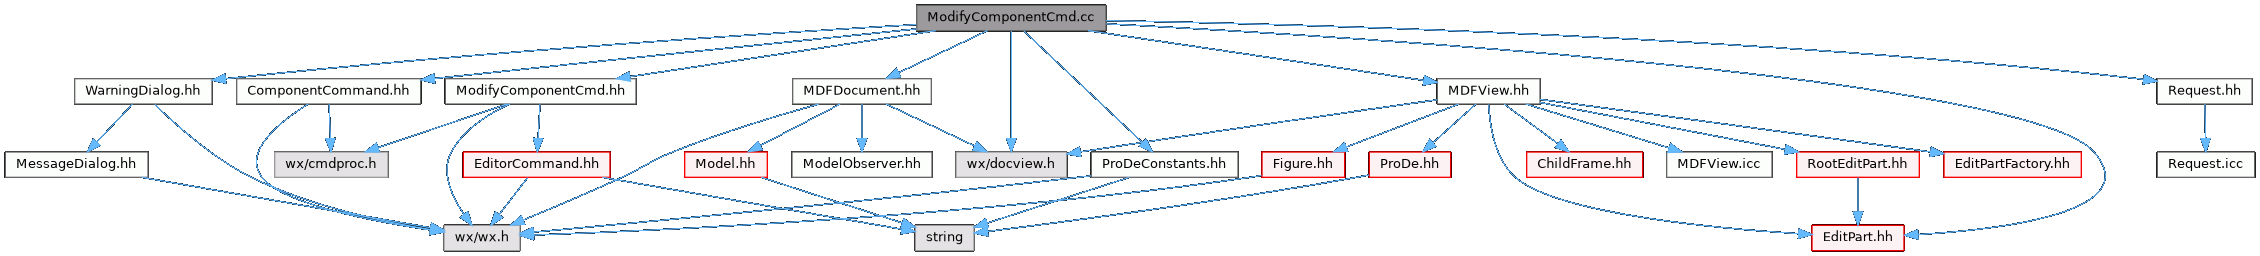 ModifyComponentCmd.cc
WarningDialog.hh
ComponentCommand.hh
ModifyComponentCmd.hh
MDFDocument.hh
MDFView.hh
Request.hh
MessageDialog.hh
wx/cmdproc.h
EditorCommand.hh
Model.hh
ModelObserver.hh
wx/docview.h
ProDeConstants.hh
Figure.hh
ProDe.hh
ChildFrame.hh
MDFView.icc
RootEditPart.hh
EditPartFactory.hh
Request.icc
wx/wx.h
string
EditPart.hh